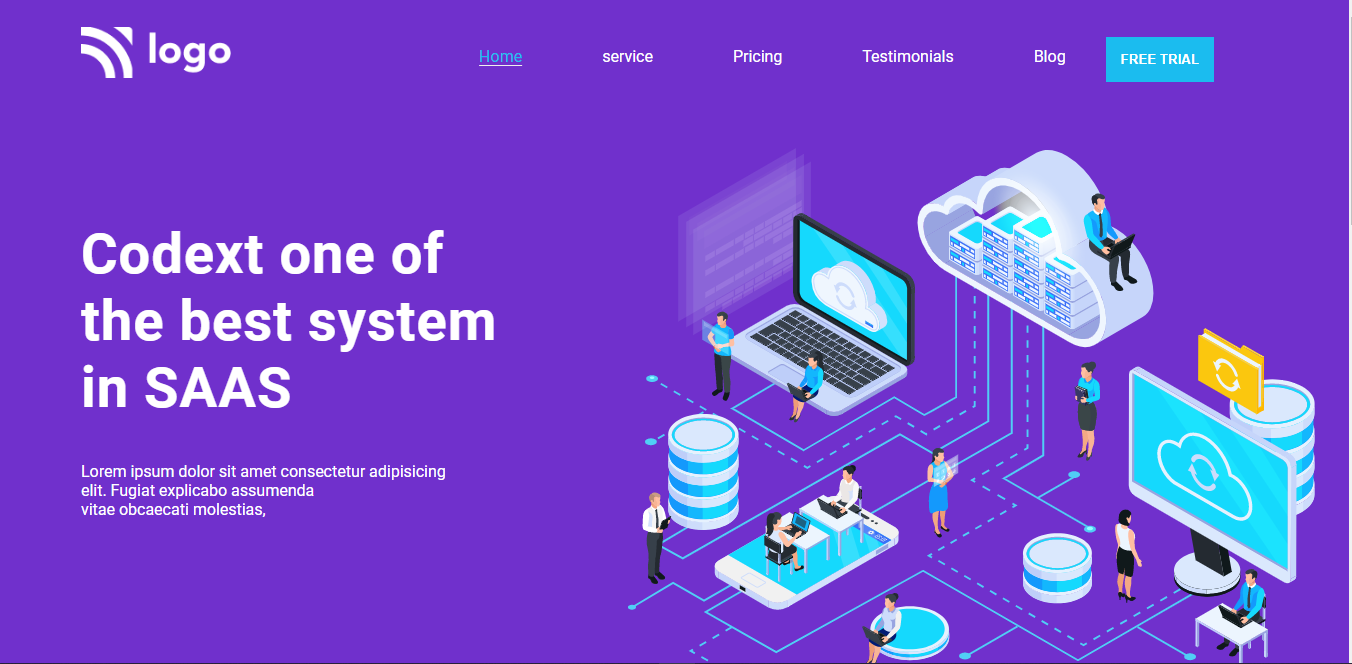 logo
Home
service
Pricing
Testimonials
Blog
FREE TRIAL
Codext one of
the best system
in SAAS
Lorem ipsum dolor sit amet consectetur adipisicing
elit. Fugiat explicabo assumenda
vitae obcaecati molestias,